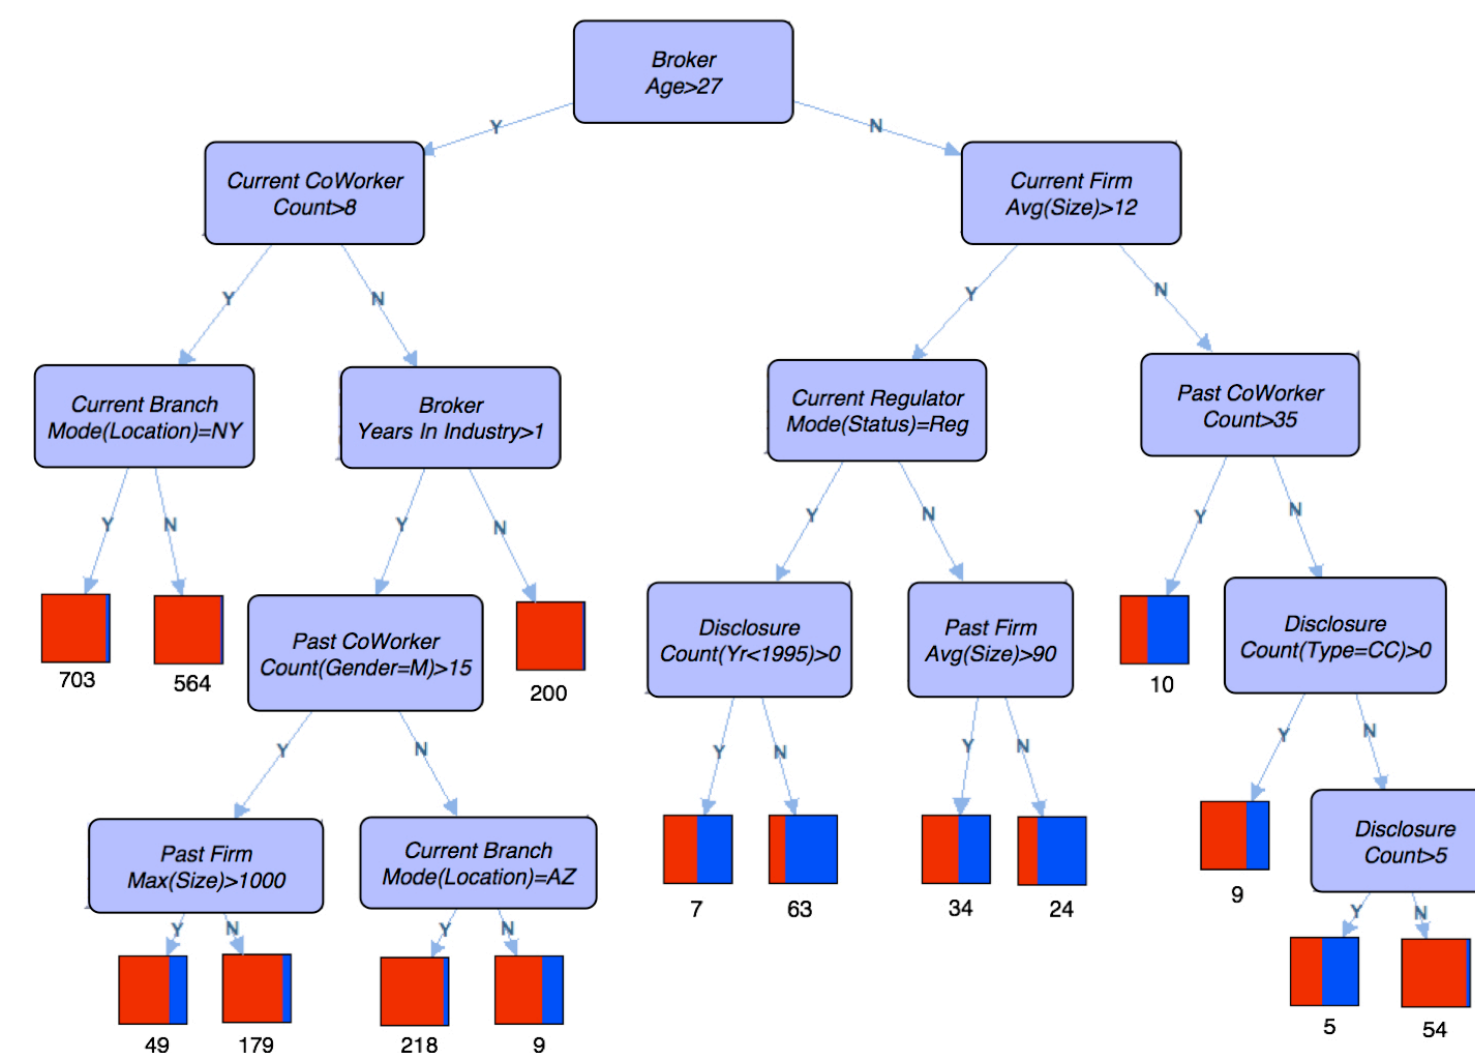 Broker
Age>27
Y
N
Current CoWorker
Count>8
Current Firm
Avg(Size)>12
Y
N
Y
N
Current Branch
Mode(Location)=NY
Broker
Years In Industry>1
Current Regulator
Mode(Status)=Reg
Past CoWorker
Count>35
Y
N
Y
N
Y
N
Y
N
703
564
Past CoWorker
Count(Gender=M)>15
200
Disclosure
Count(Yr<1995)>0
Past Firm
Avg(Size)>90
10
Disclosure
Count(Type=CC)>0
Y
N
Y
N
Y
N
Y
N
Past Firm
Max(Size)>1000
Current Branch
Mode(Location)=AZ
7
63
34
24
9
Disclosure
Count>5
Y
N
Y
N
Y
N
49
179
218
9
5
54